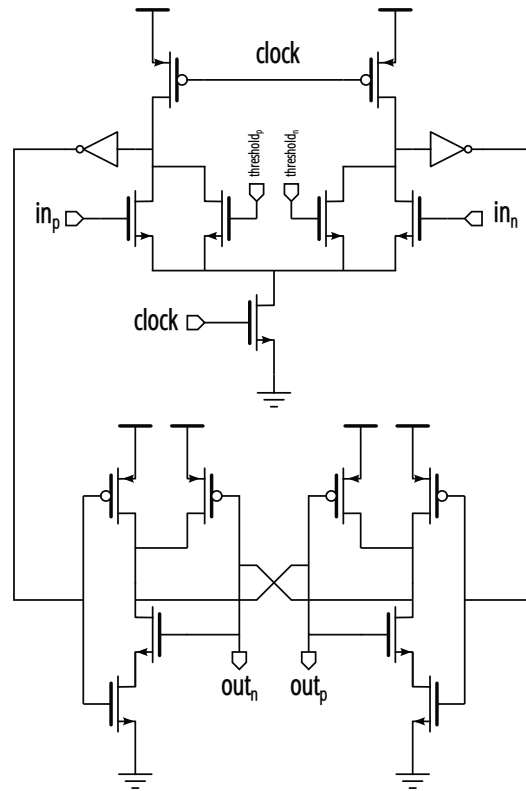 clock
threshold_p
threshold_n
in_p
in_n
clock
out_n
out_p